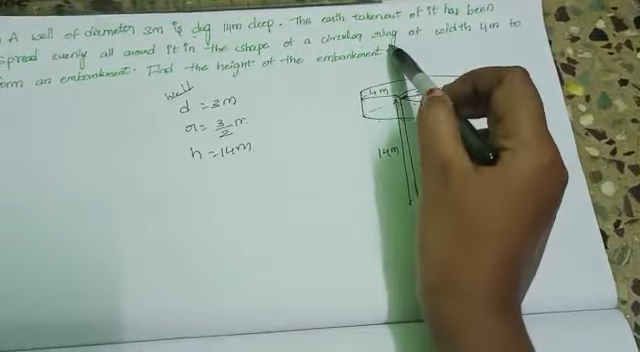 A well of diameter 3m is dug 14m deep. The earth taken out of it has been
spread evenly all around it in the shape of a circular ring of width 4m to
form an embankment. Find the height of the embankment
well
d = 3m
4m
r = 3/2 m
h = 14m
14m